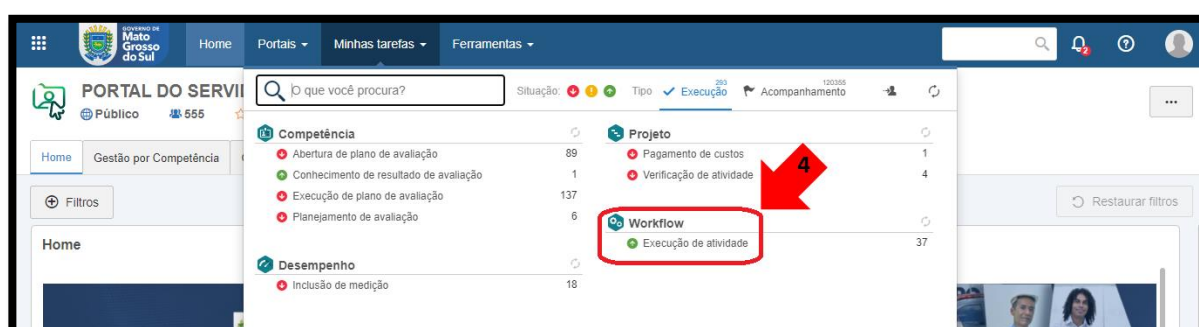 GOVERNO DE
Mato
Grosso
do Sul
Home
Portais
Minhas tarefas
Ferramentas
2
PORTAL DO SERVI
Público
555
O que você procura?
Situação:
Tipo
Execução
293
Acompanhamento
120358
Home
Gestão por Competência
Filtros
Restaurar filtros
Home
Competência
Abertura de plano de avaliação 89
Conhecimento de resultado de avaliação 1
Execução de plano de avaliação 137
Planejamento de avaliação 6
Desempenho
Inclusão de medição 18
Projeto
Pagamento de custos 1
Verificação de atividade 4
4
Workflow
Execução de atividade 37